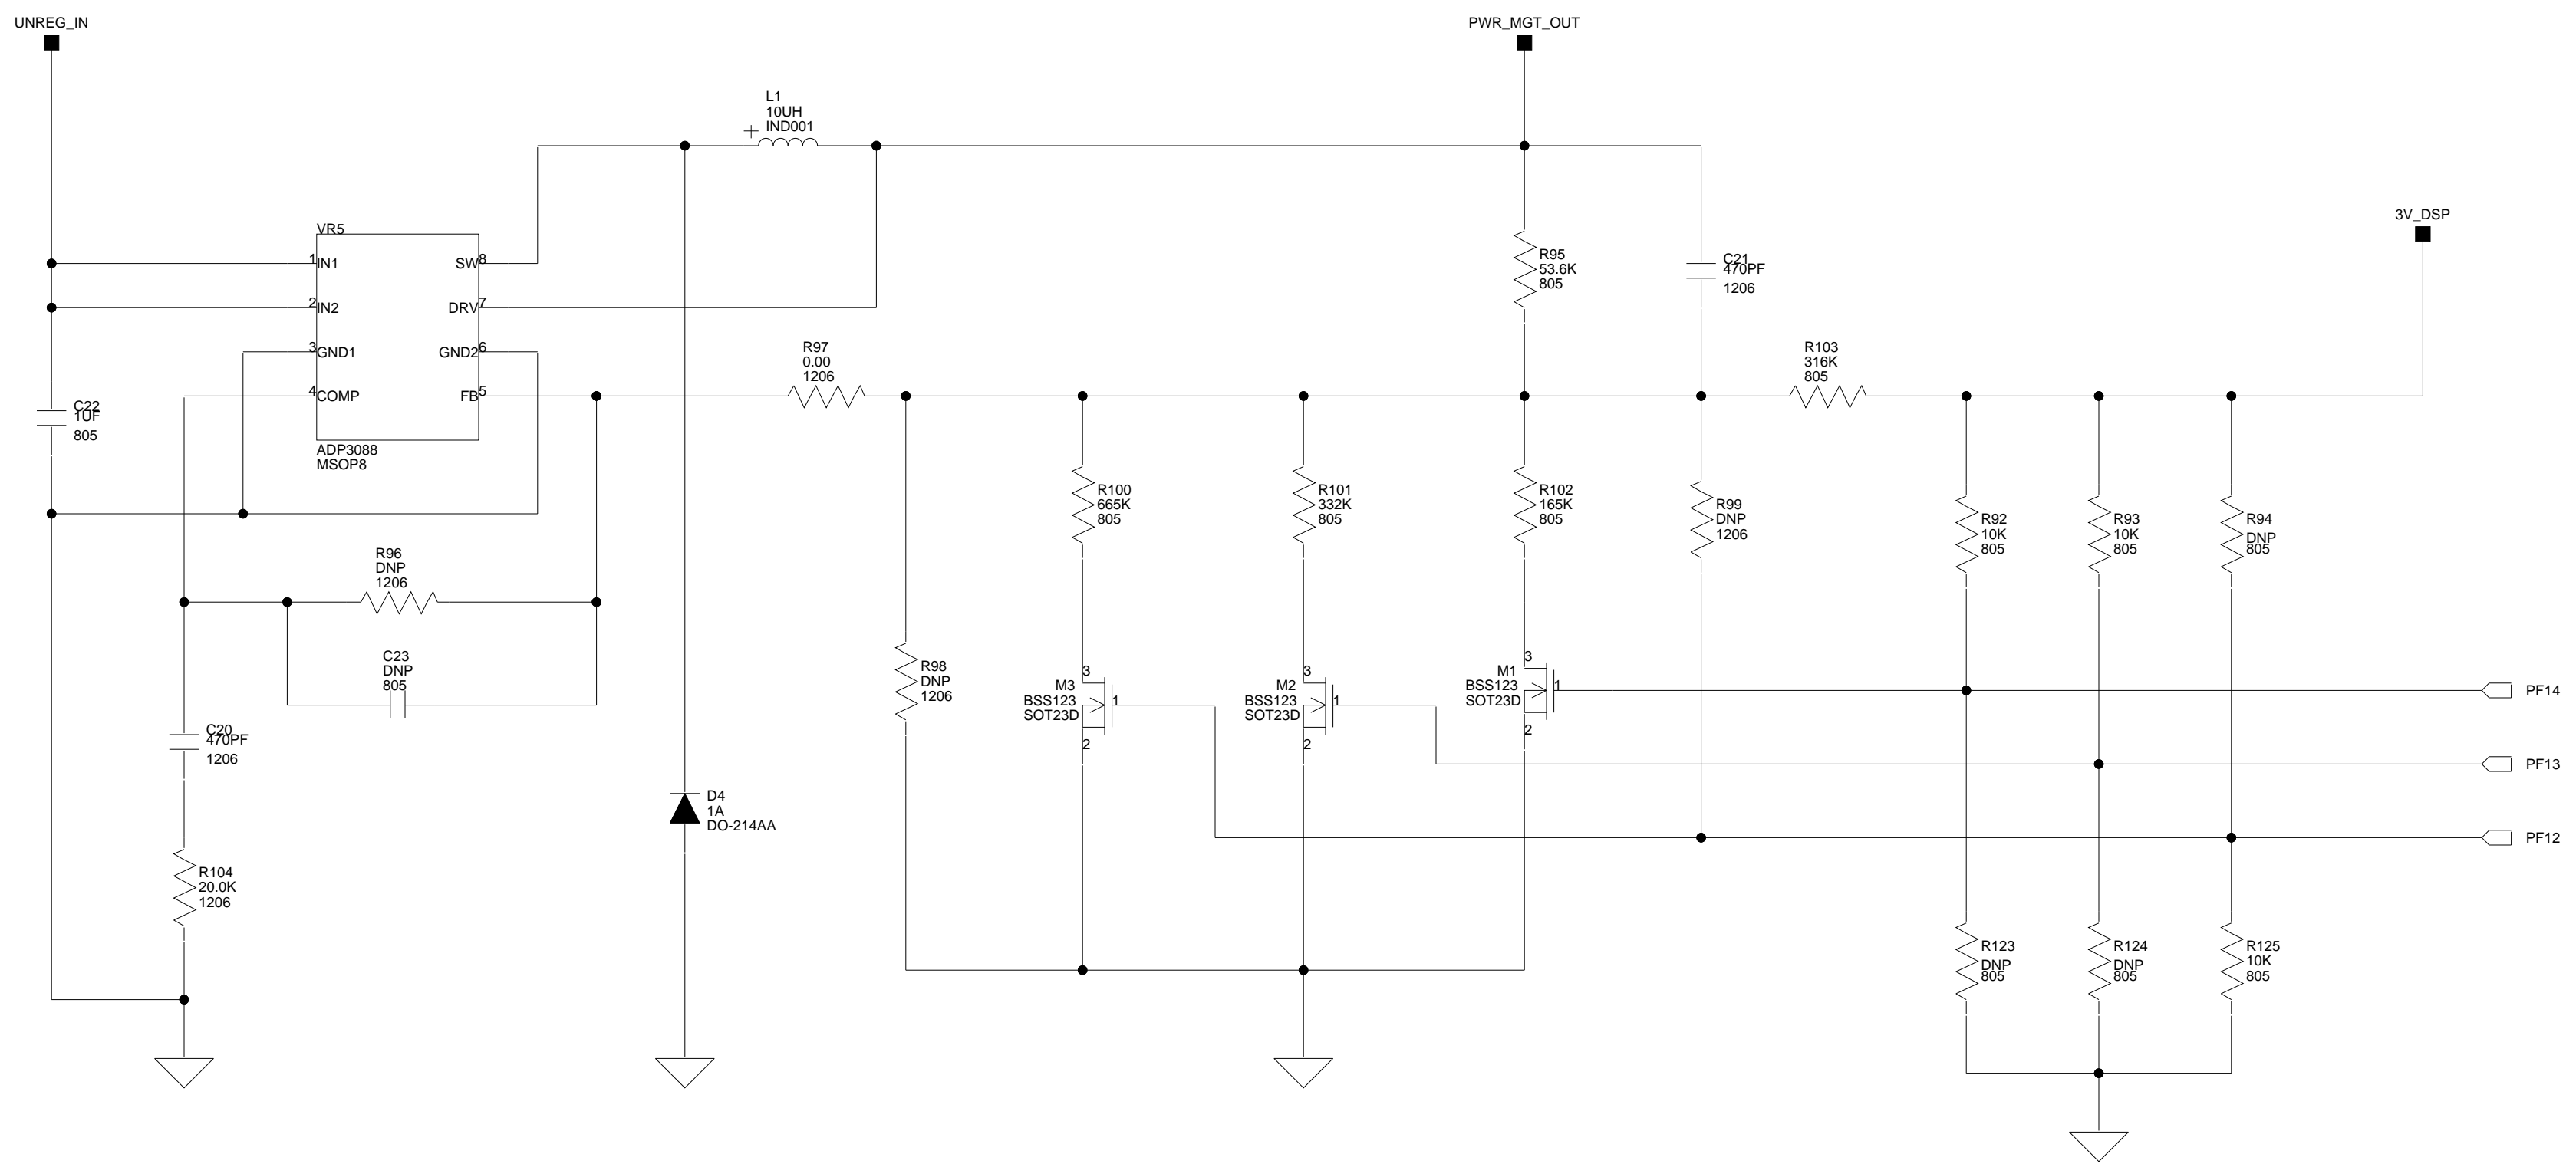 UNREG_IN
PWR_MGT_OUT
L1
10UH
IND001
+
3V_DSP
VR5
1
IN1
2
IN2
3
GND1
4
COMP
SW
8
DRV
7
GND2
6
FB
5
ADP3088
MSOP8
C22
1UF
805
R95
53.6K
805
C21
470PF
1206
R97
0.00
1206
R103
316K
805
R100
665K
805
R101
332K
805
R102
165K
805
R99
DNP
1206
R92
10K
805
R93
10K
805
R94
DNP
805
R96
DNP
1206
C23
DNP
805
R98
DNP
1206
3
M3
BSS123
SOT23D
1
2
3
M2
BSS123
SOT23D
1
2
3
M1
BSS123
SOT23D
1
2
PF14
PF13
PF12
C20
470PF
1206
D4
1A
DO-214AA
R104
20.0K
1206
R123
DNP
805
R124
DNP
805
R125
10K
805